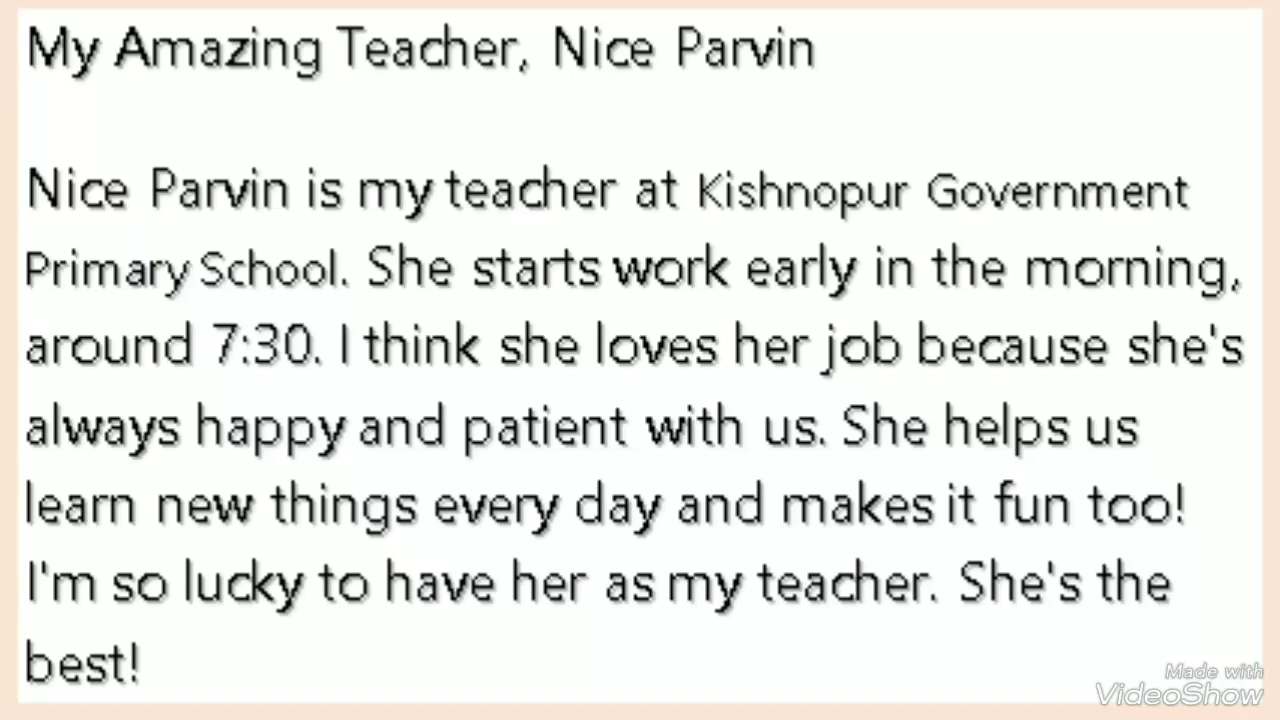 My Amazing Teacher, Nice Parvin
Nice Parvin is my teacher at Kishnopur Government
Primary School. She starts work early in the morning,
around 7:30. I think she loves her job because she's
always happy and patient with us. She helps us
learn new things every day and makes it fun too!
I'm so lucky to have her as my teacher. She's the
best!
Made with
VideoShow